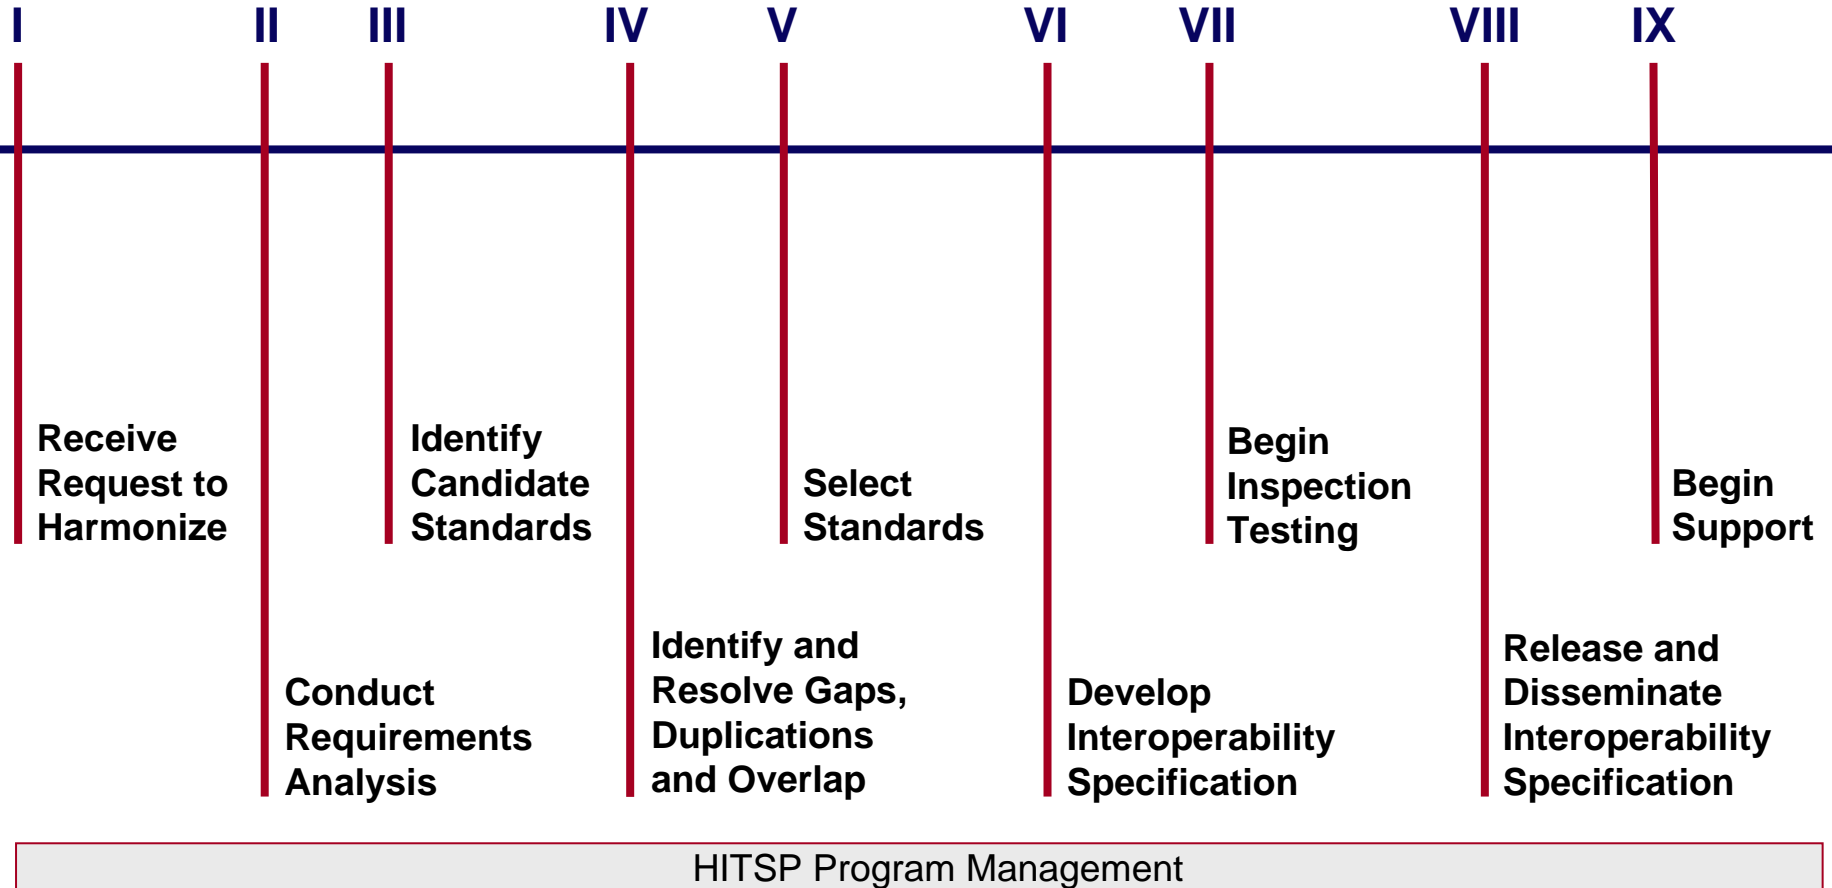 I II III IV V VI VII VIII IX
Receive
Request to
Harmonize
Conduct
Requirements
Analysis
Identify
Candidate
Standards
Identify and
Resolve Gaps,
Duplications
and Overlap
Select
Standards
Develop
Interoperability
Specification
Begin
Inspection
Testing
Release and
Disseminate
Interoperability
Specification
Begin
Support
HITSP Program Management